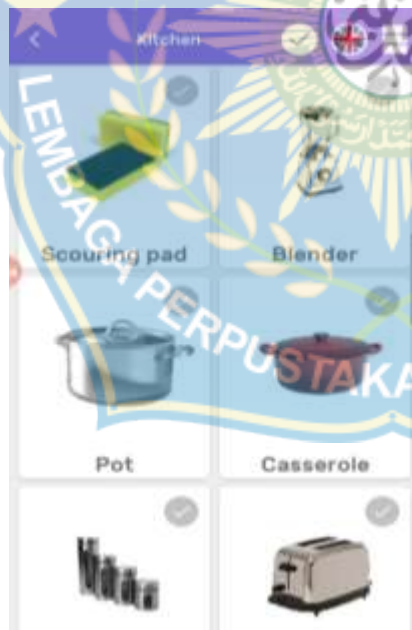 Kitchen
LEMBAGA PERPUSTAKA
Scouring pad
Blender
Pot
Casserole